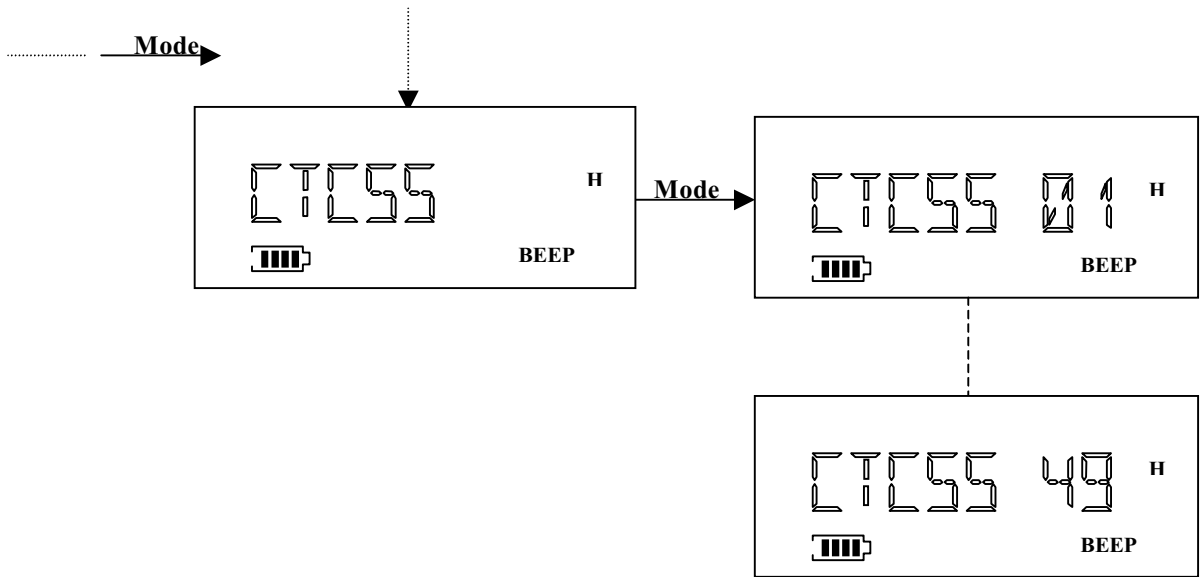 Mode
CTCSS H
BEEP
Mode
CTCSS 01 H
BEEP
CTCSS 49 H
BEEP